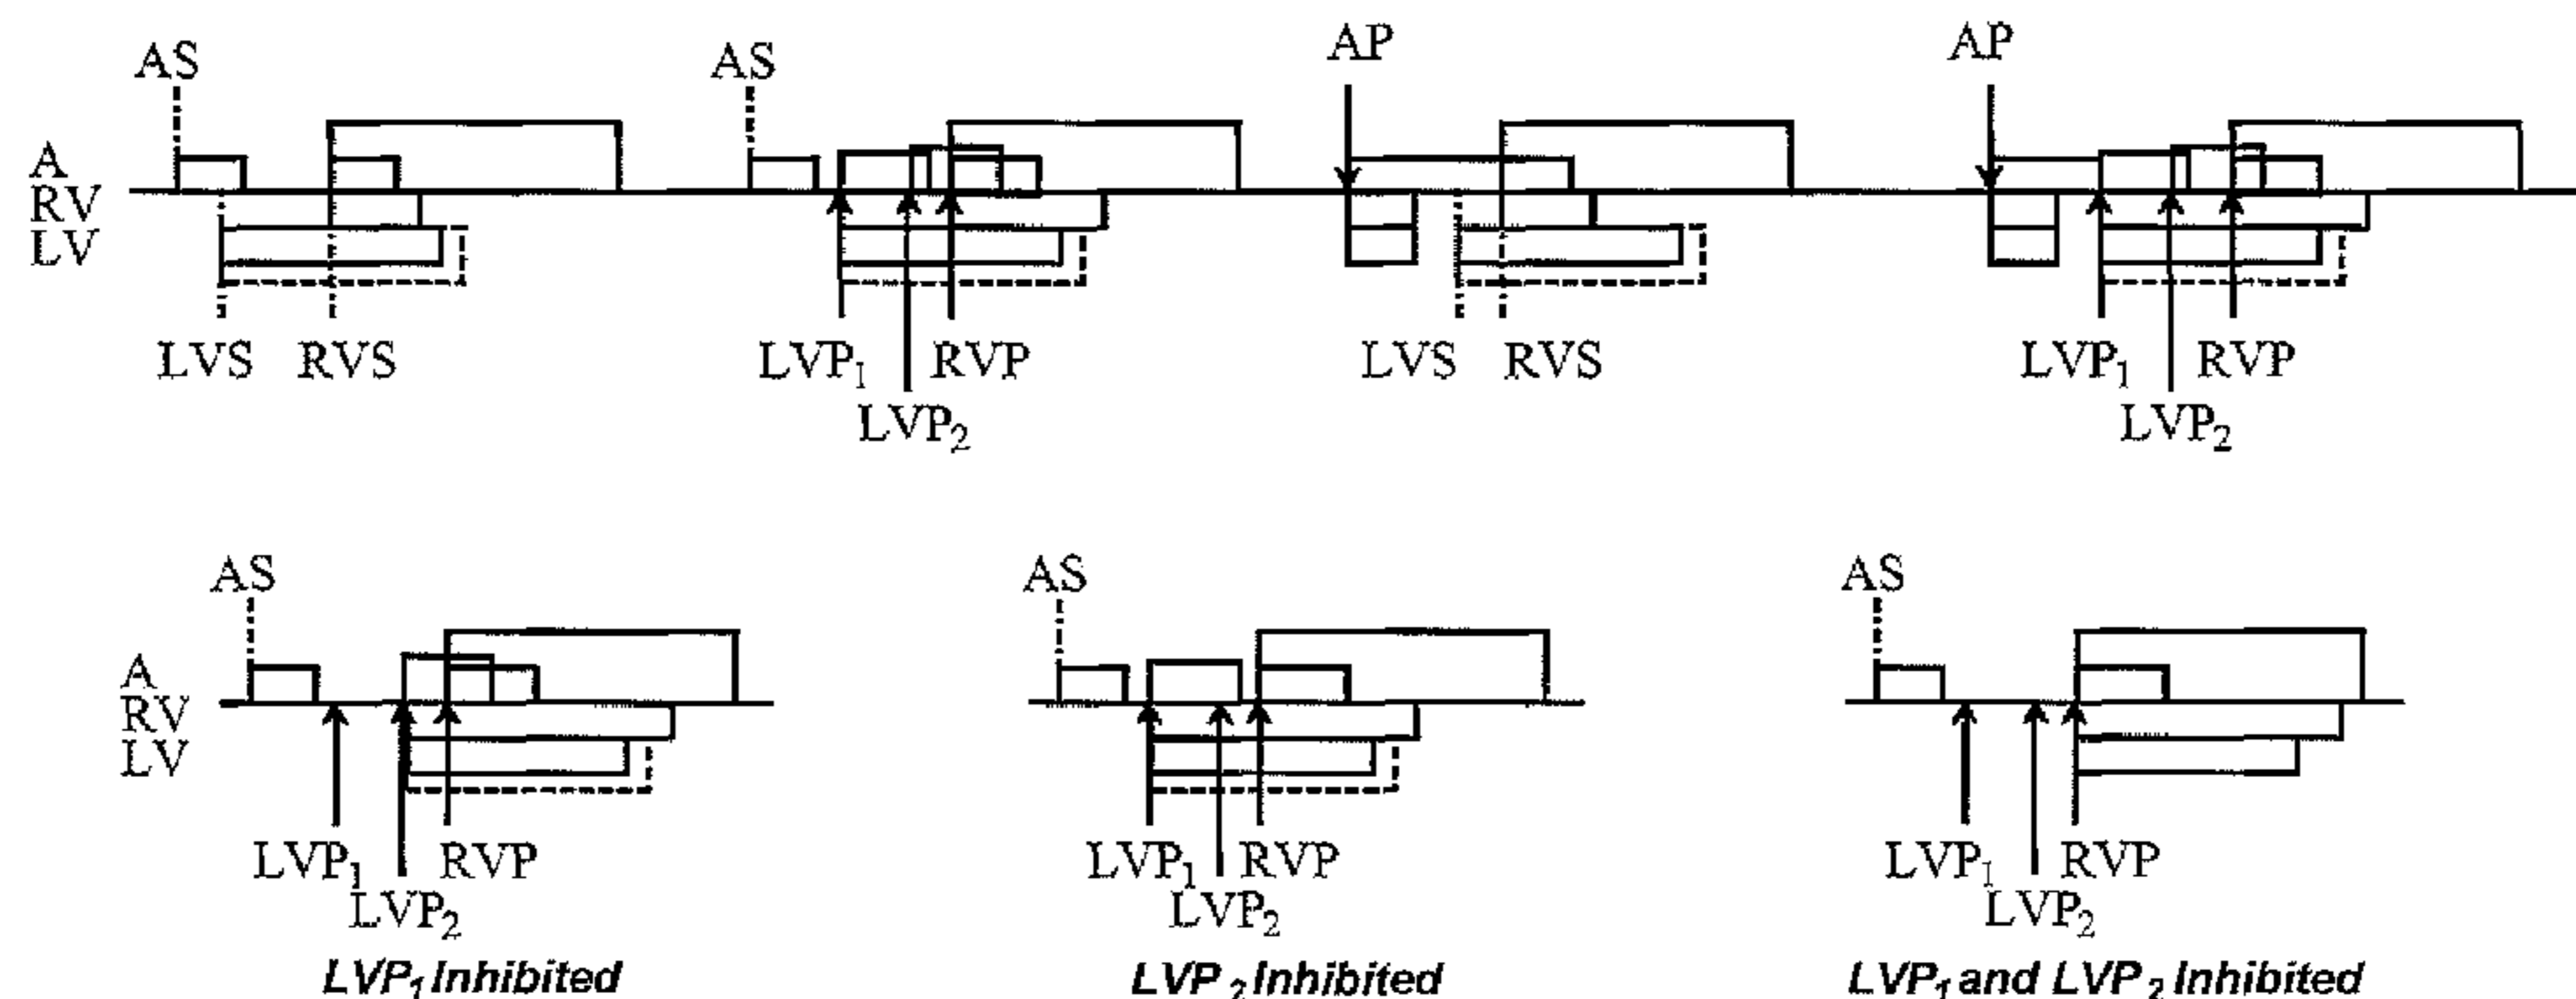 AS AS AP AP
A
RV
LV
LVS RVS LVP1 RVP LVS RVS LVP1 RVP
LVP2 LVP2
AS AS AS
A
RV
LV
LVP1 RVP LVP1 RVP LVP1 RVP
LVP2 LVP2 LVP2
LVP1 Inhibited LVP2 Inhibited LVP1 and LVP2 Inhibited